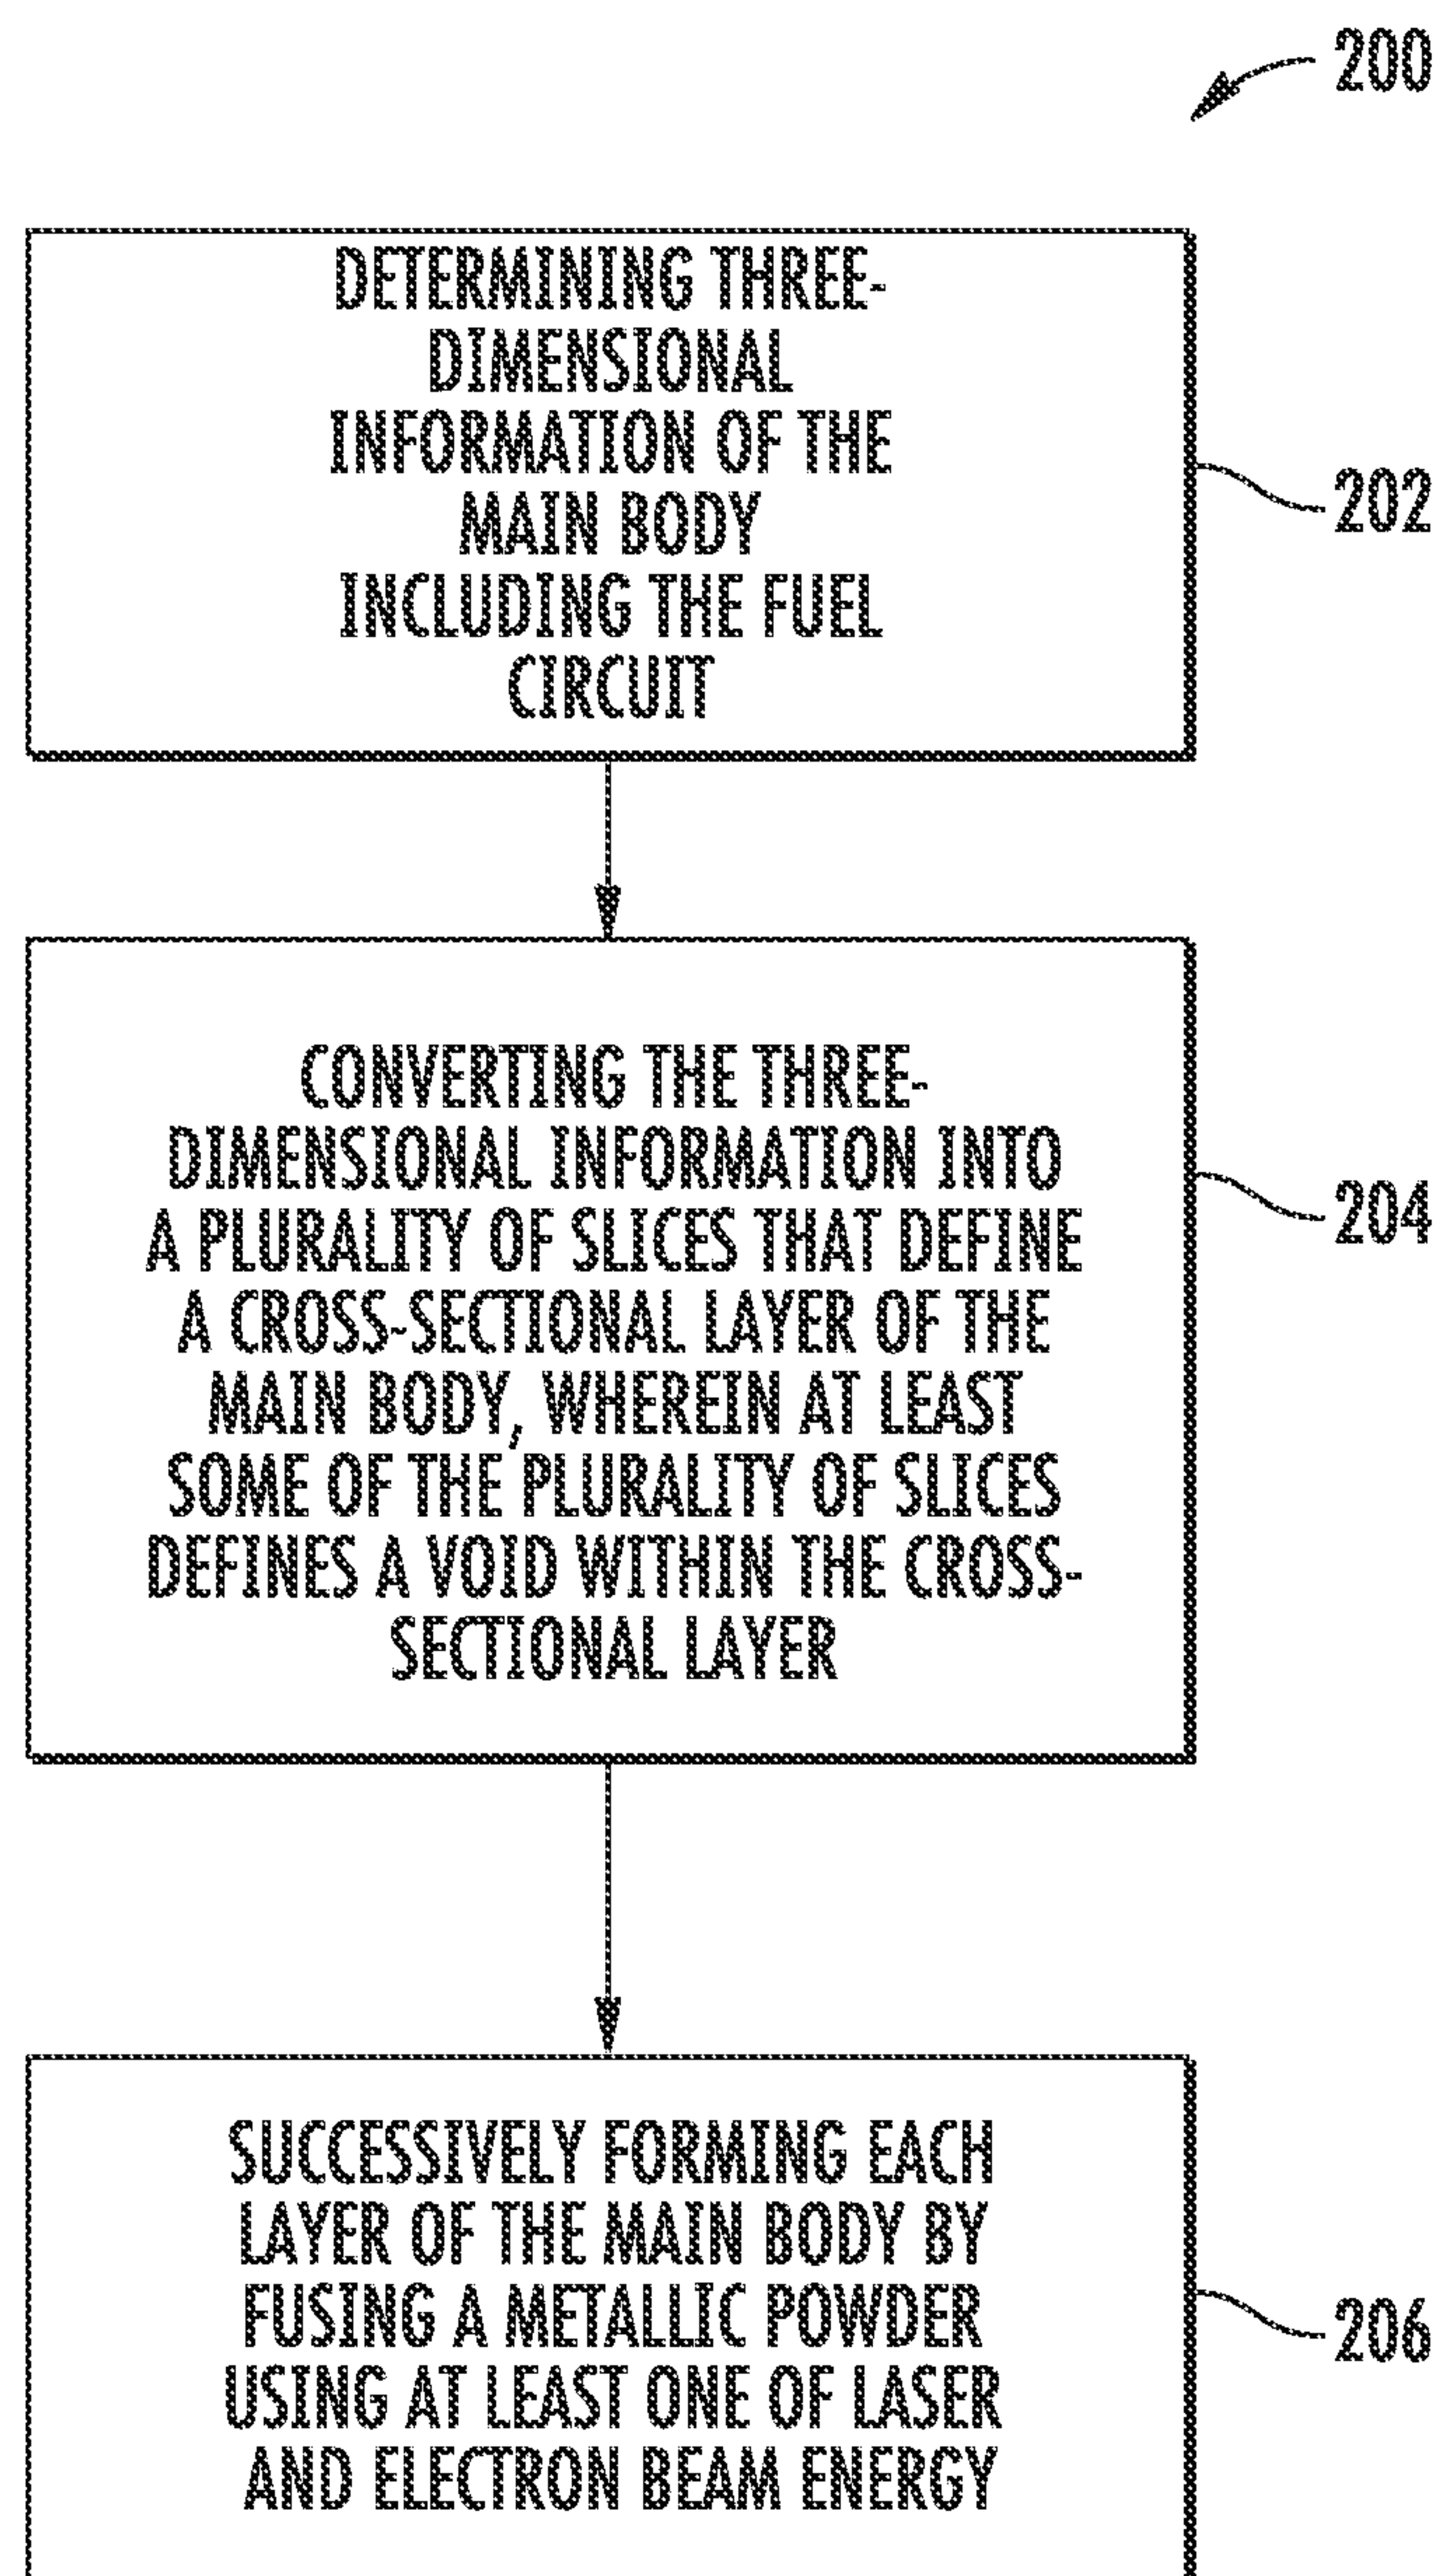 200
DETERMINING THREE-
DIMENSIONAL
INFORMATION OF THE
MAIN BODY
INCLUDING THE FUEL
CIRCUIT
202
CONVERTING THE THREE-
DIMENSIONAL INFORMATION INTO
A PLURALITY OF SLICES THAT DEFINE
A CROSS-SECTIONAL LAYER OF THE
MAIN BODY, WHEREIN AT LEAST
SOME OF THE PLURALITY OF SLICES
DEFINES A VOID WITHIN THE CROSS-
SECTIONAL LAYER
204
SUCCESSIVELY FORMING EACH
LAYER OF THE MAIN BODY BY
FUSING A METALLIC POWDER
USING AT LEAST ONE OF LASER
AND ELECTRON BEAM ENERGY
206